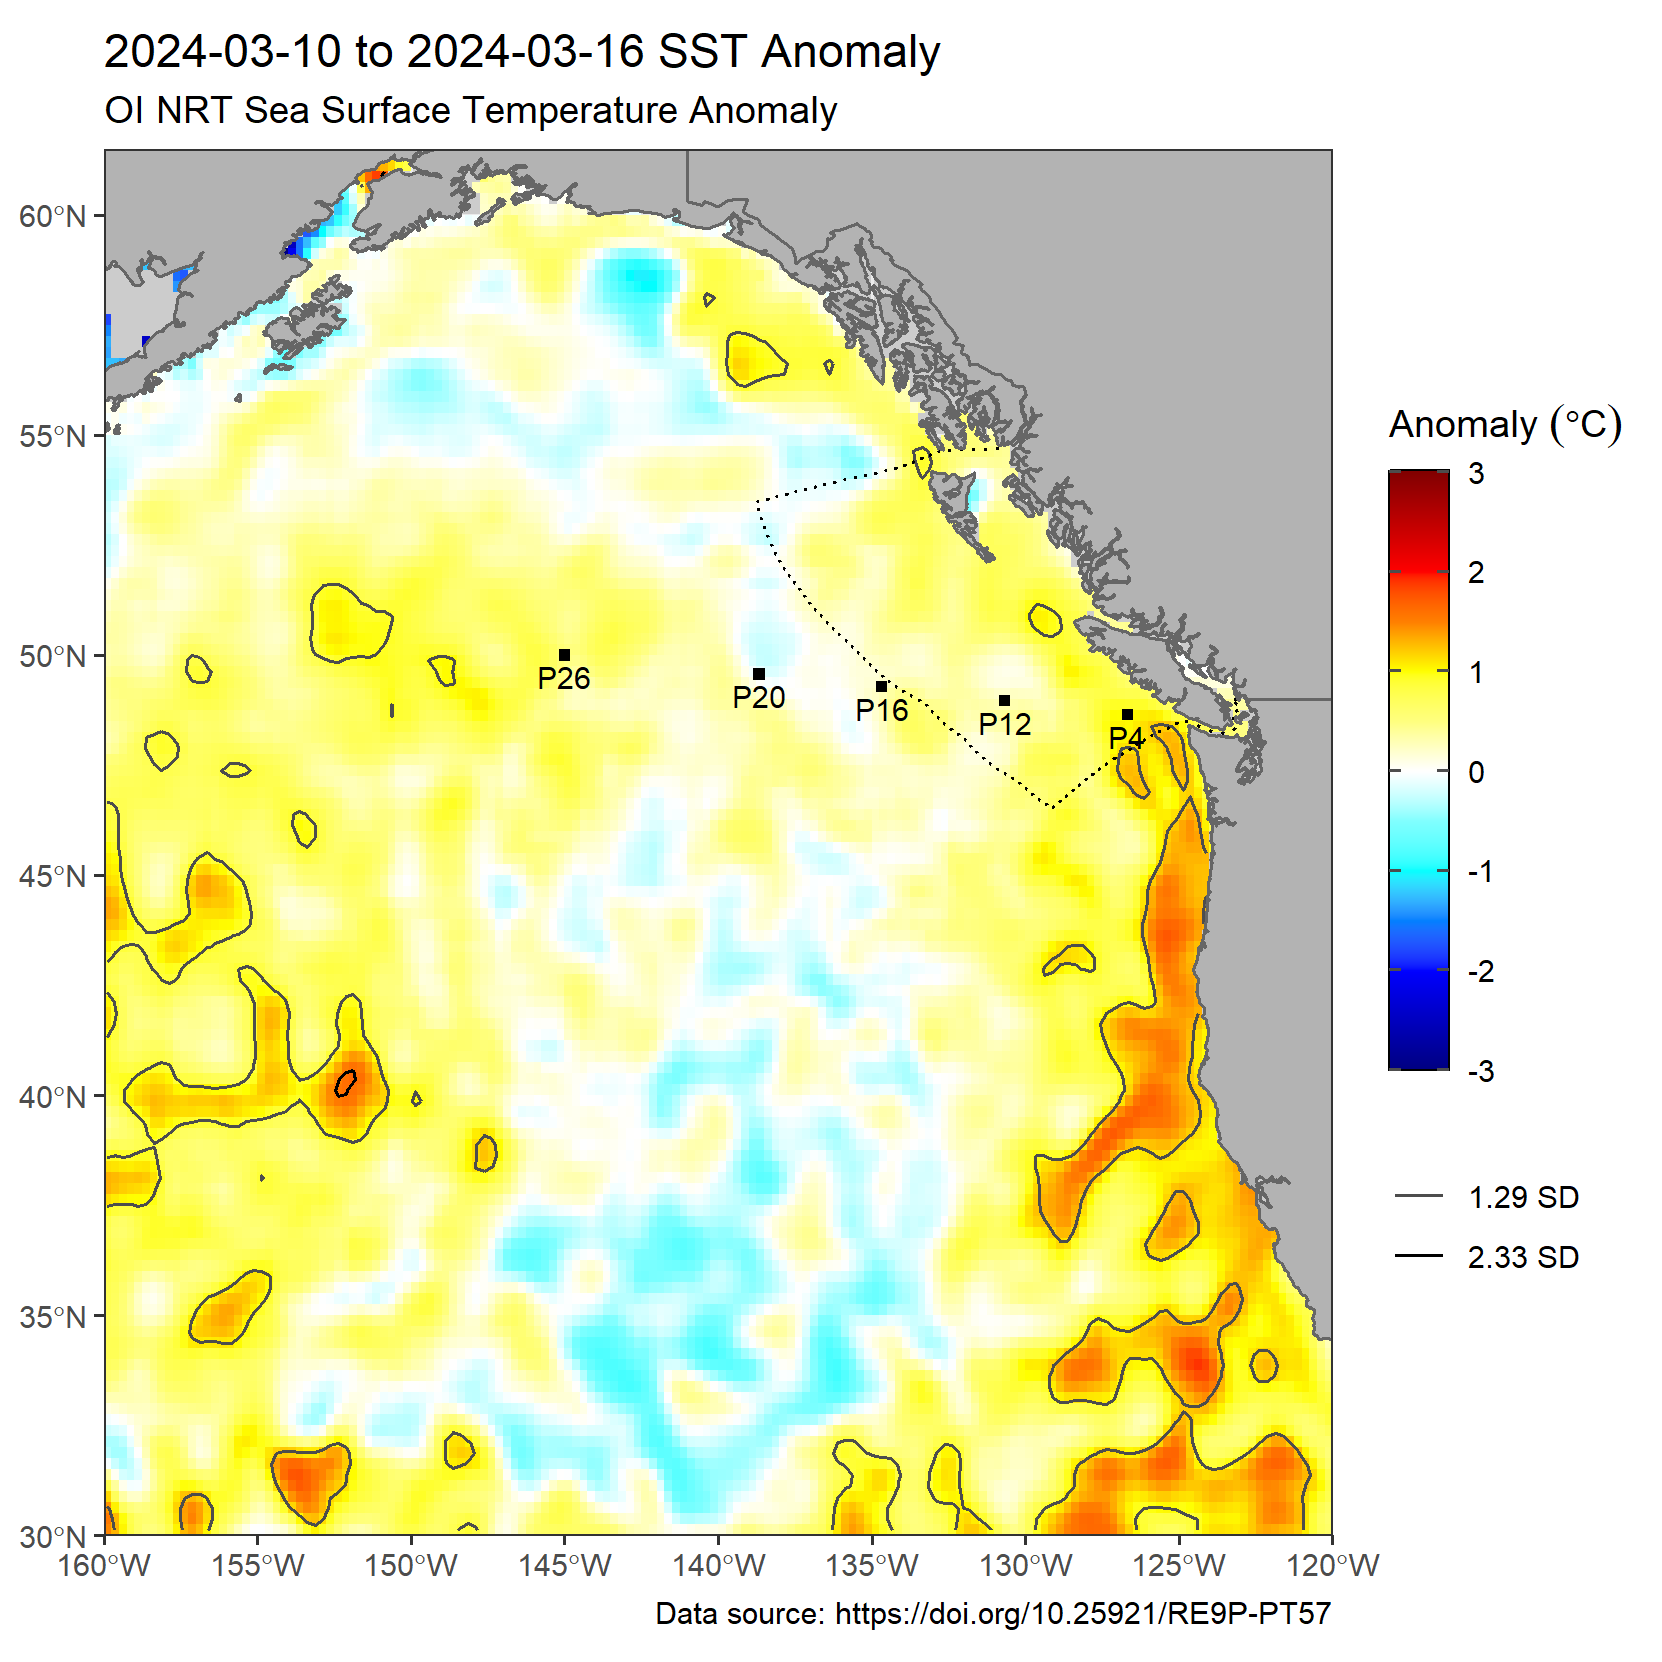 2024-03-10 to 2024-03-16 SST Anomaly
OI NRT Sea Surface Temperature Anomaly
60°N
55°N
50°N
45°N
40°N
35°N
30°N
160°W 155°W 150°W 145°W 140°W 135°W 130°W 125°W 120°W
P26
P20
P16
P12
P4
Anomaly (°C)
3
2
1
0
-1
-2
-3
1.29 SD
2.33 SD
Data source: https://doi.org/10.25921/RE9P-PT57